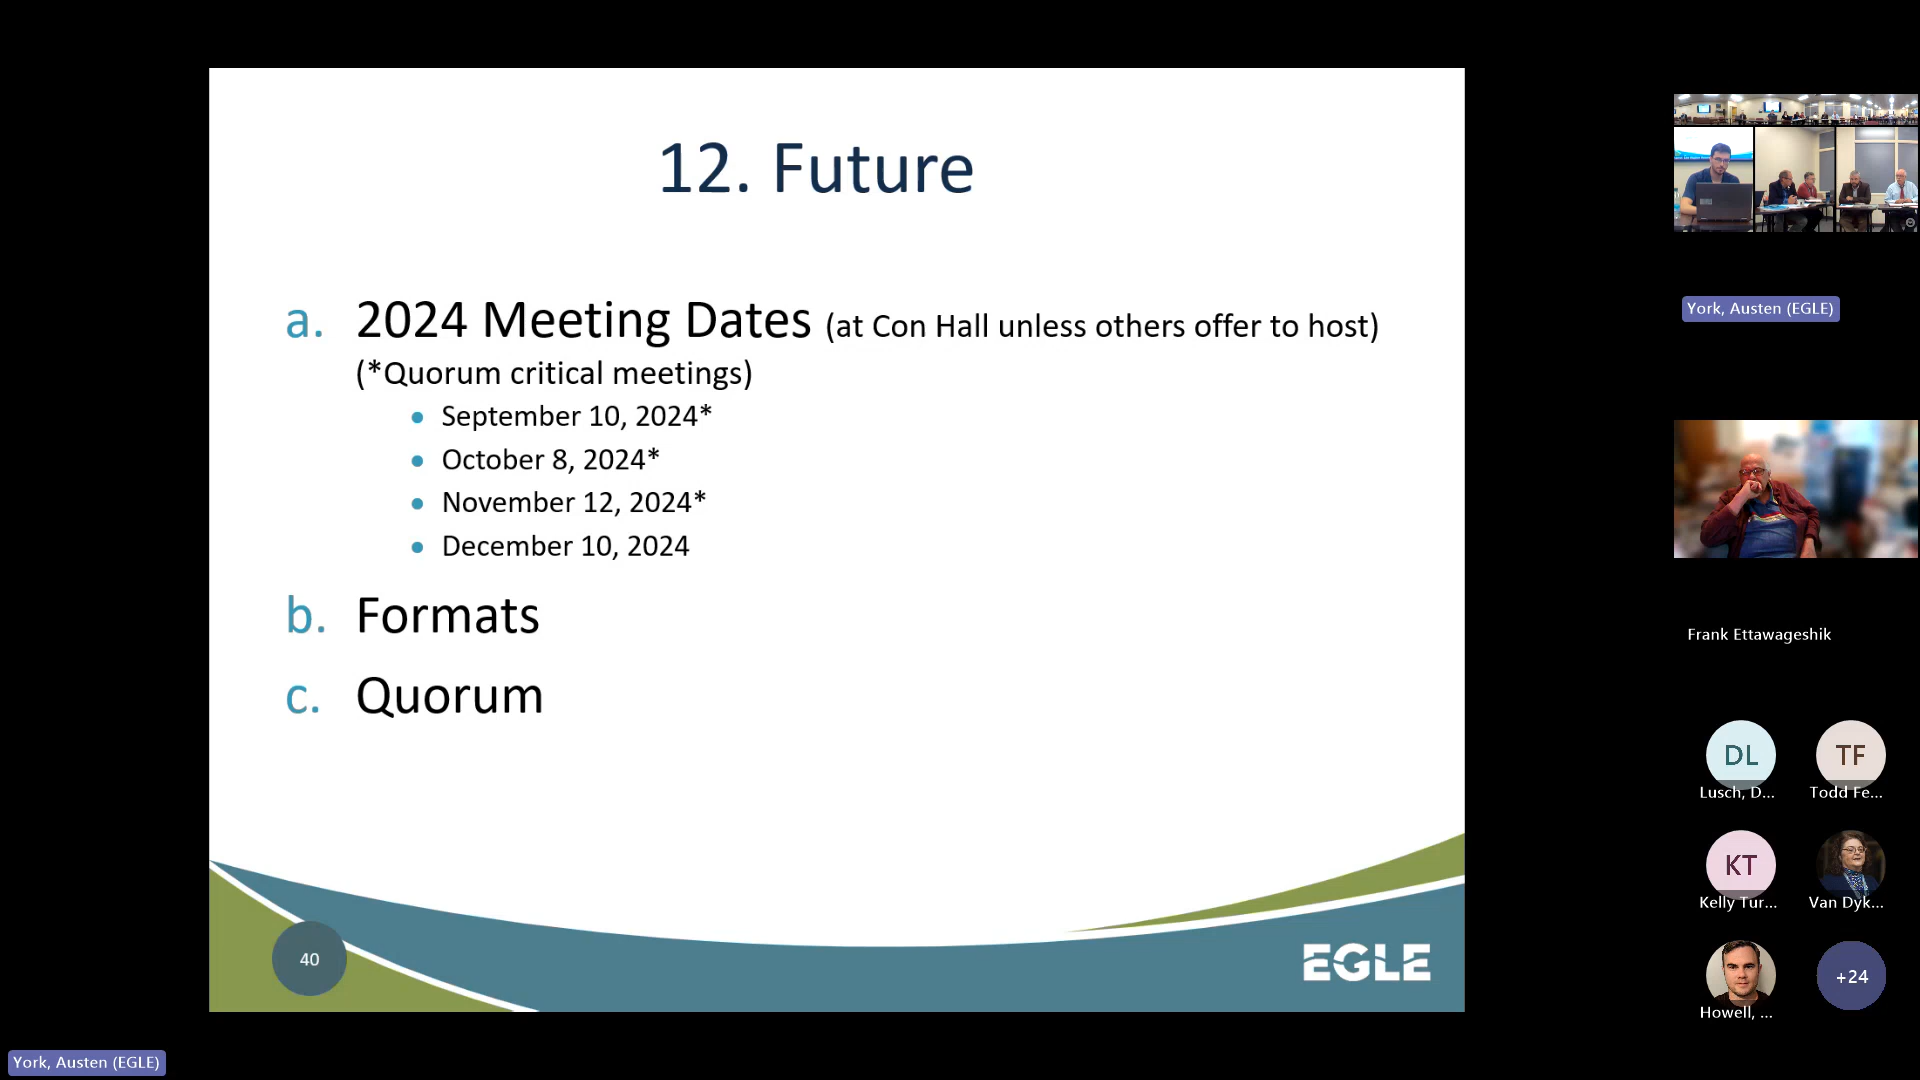 12. Future
a. 2024 Meeting Dates (at Con Hall unless others offer to host)
(*Quorum critical meetings)
• September 10, 2024*
• October 8, 2024*
• November 12, 2024*
• December 10, 2024
b. Formats
c. Quorum
40
EGLE
York, Austen (EGLE)
York, Austen (EGLE)
Frank Ettawageshik
DL
Lusch, D...
TF
Todd Fe...
KT
Kelly Tur...
Van Dyk...
Howell, ...
+24